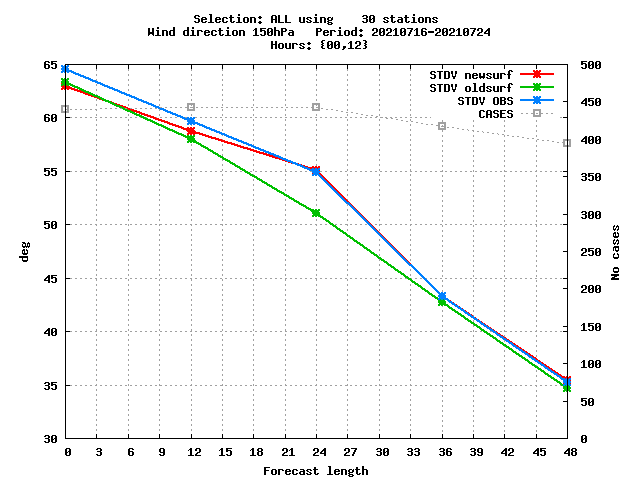 Selection: ALL using    30 stations
Wind direction 150hPa   Period: 20210716-20210724
Hours: {00,12}
STDV newsurf
STDV oldsurf
STDV OBS
CASES
65
60
55
50
45
40
35
30
deg
500
450
400
350
300
250
200
150
100
50
0
No cases
0 3 6 9 12 15 18 21 24 27 30 33 36 39 42 45 48
Forecast length